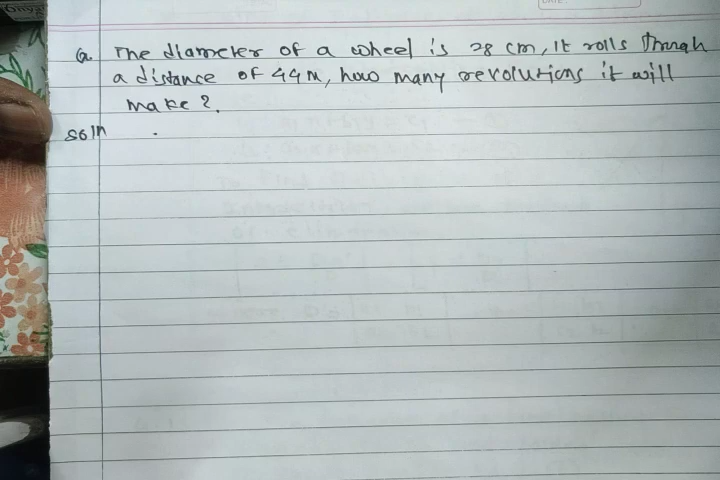 Q. The diameter of a wheel is 28 cm, It rolls through
a distance of 44 M, how many revolutions it will
make?
Soln